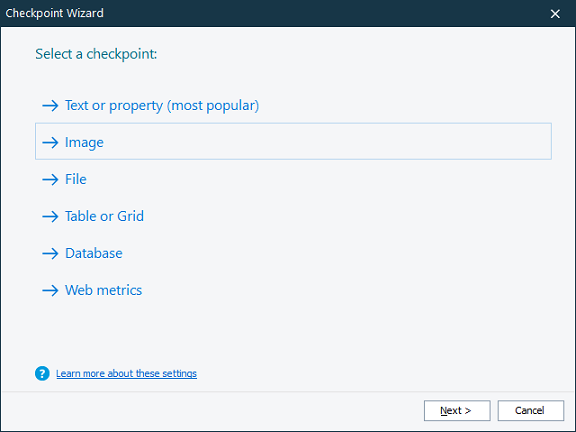 Checkpoint Wizard
Select a checkpoint:
Text or property (most popular)
Image
File
Table or Grid
Database
Web metrics
? Learn more about these settings
Next >
Cancel